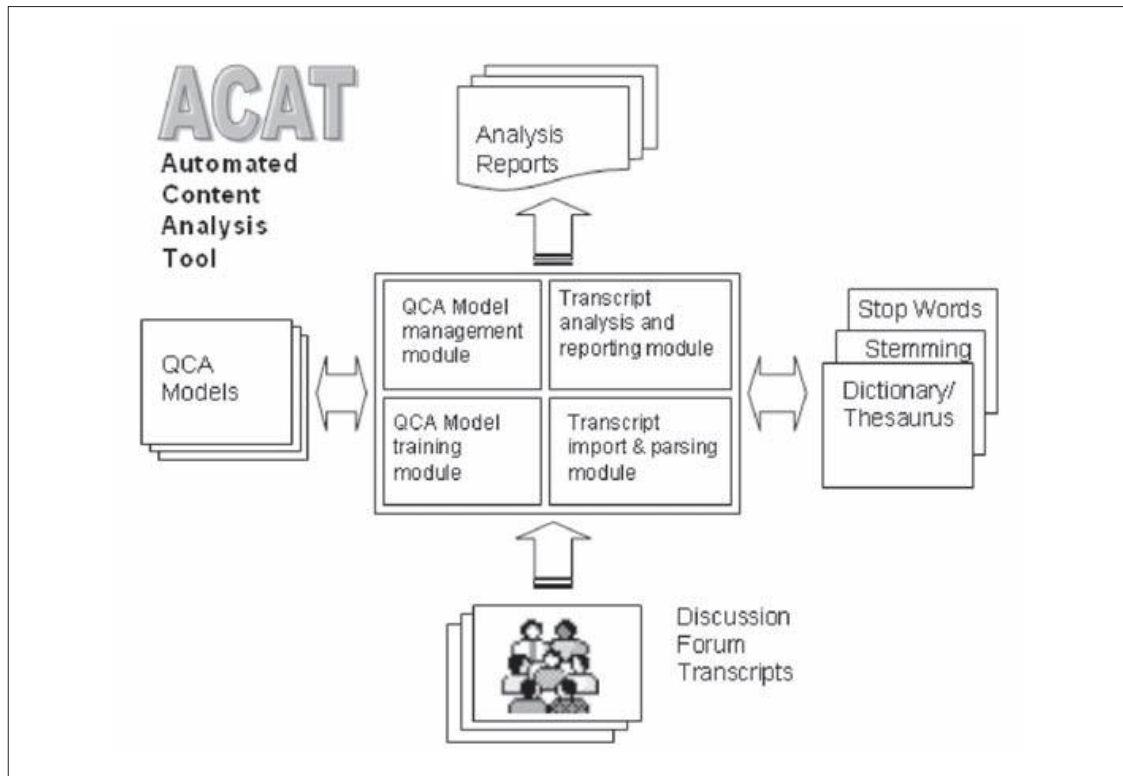 ACAT
Automated
Content
Analysis
Tool
Analysis
Reports
QCA Models
QCA Model
management
module
Transcript
analysis and
reporting module
QCA Model
training
module
Transcript
import & parsing
module
Stop Words
Stemming
Dictionary/
Thesaurus
Discussion
Forum
Transcripts